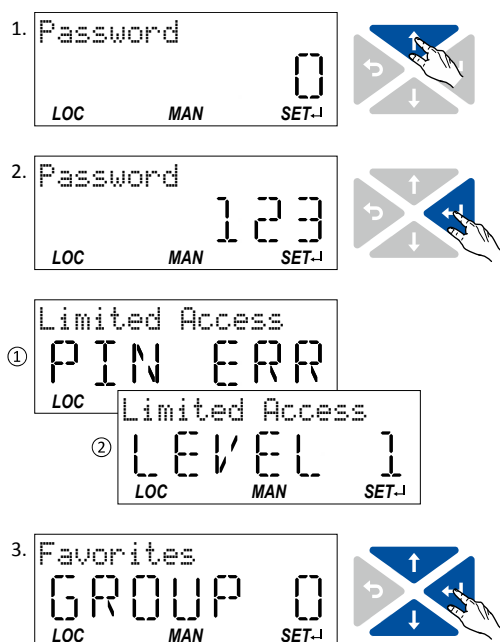 1. Password
0
LOC MAN SET↵
2. Password
123
LOC MAN SET↵
Limited Access
① PIN ERR
LOC
Limited Access
② LEVEL 1
LOC MAN SET↵
3. Favorites
GROUP 0
LOC MAN SET↵